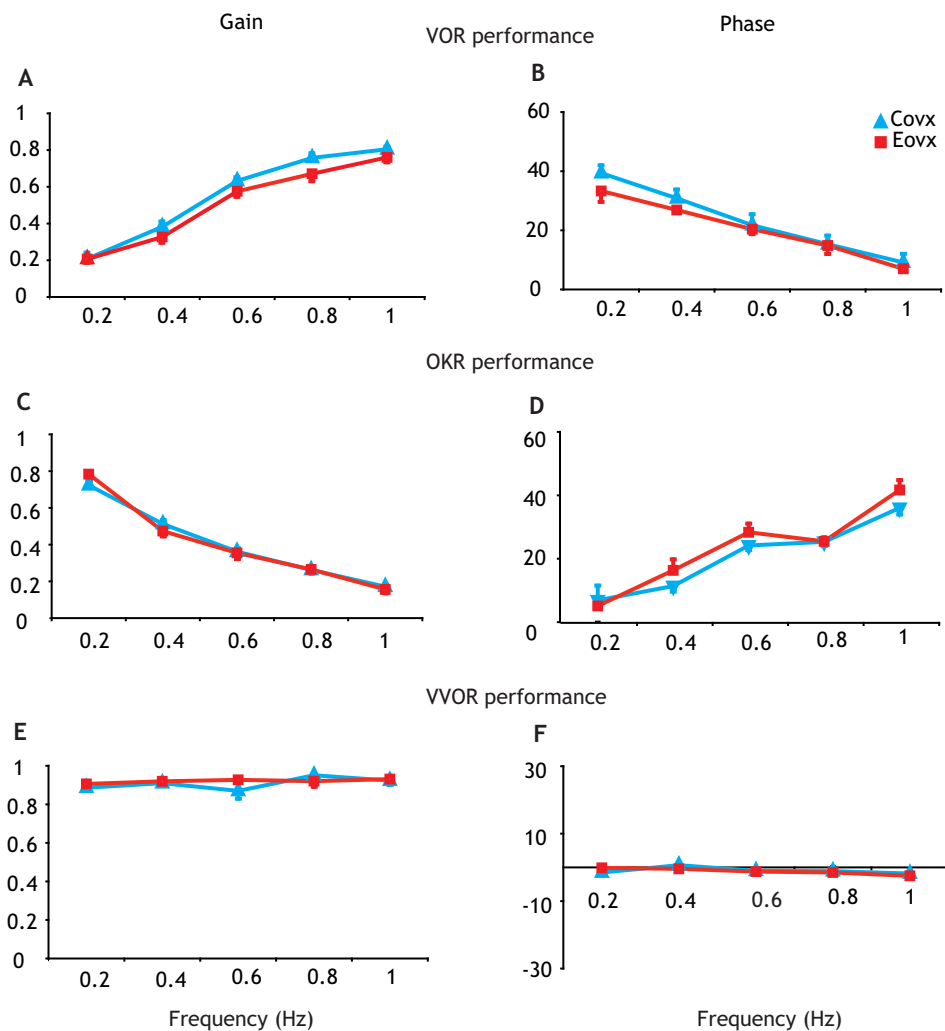 Gain
Phase
VOR performance
A
B
1
0.8
0.6
0.4
0.2
0
0.2 0.4 0.6 0.8 1
60
40
20
0
0.2 0.4 0.6 0.8 1
Covx
Eovx
OKR performance
C
D
1
0.8
0.6
0.4
0.2
0
0.2 0.4 0.6 0.8 1
60
40
20
0
0.2 0.4 0.6 0.8 1
VVOR performance
E
F
1
0.8
0.6
0.4
0.2
0
0.2 0.4 0.6 0.8 1
30
10
-10
-30
0.2 0.4 0.6 0.8 1
Frequency (Hz)
Frequency (Hz)